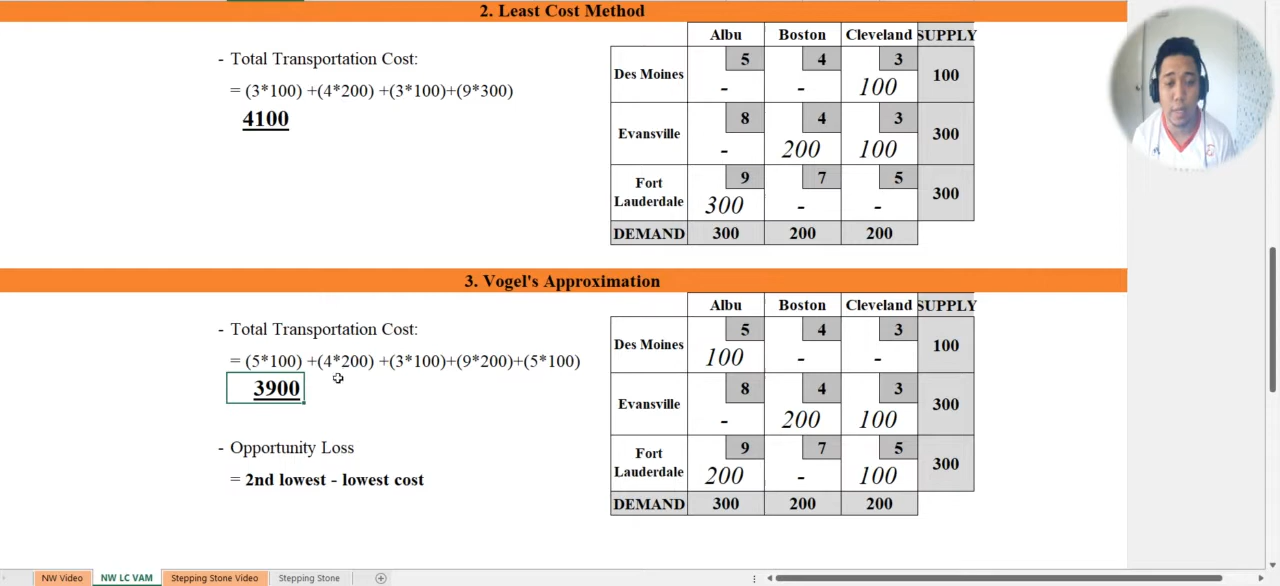 2. Least Cost Method
Albu Boston Cleveland SUPPLY
- Total Transportation Cost:
= (3*100) +(4*200) +(3*100)+(9*300)
4100
Des Moines 5 4 3 100
- - 100
Evansville 8 4 3 300
- 200 100
Fort Lauderdale 9 7 5 300
300 - -
DEMAND 300 200 200
3. Vogel's Approximation
Albu Boston Cleveland SUPPLY
- Total Transportation Cost:
= (5*100) +(4*200) +(3*100)+(9*200)+(5*100)
3900
- Opportunity Loss
= 2nd lowest - lowest cost
Des Moines 5 4 3 100
100 - -
Evansville 8 4 3 300
- 200 100
Fort Lauderdale 9 7 5 300
200 - 100
DEMAND 300 200 200
NW Video NW LC VAM Stepping Stone Video Stepping Stone